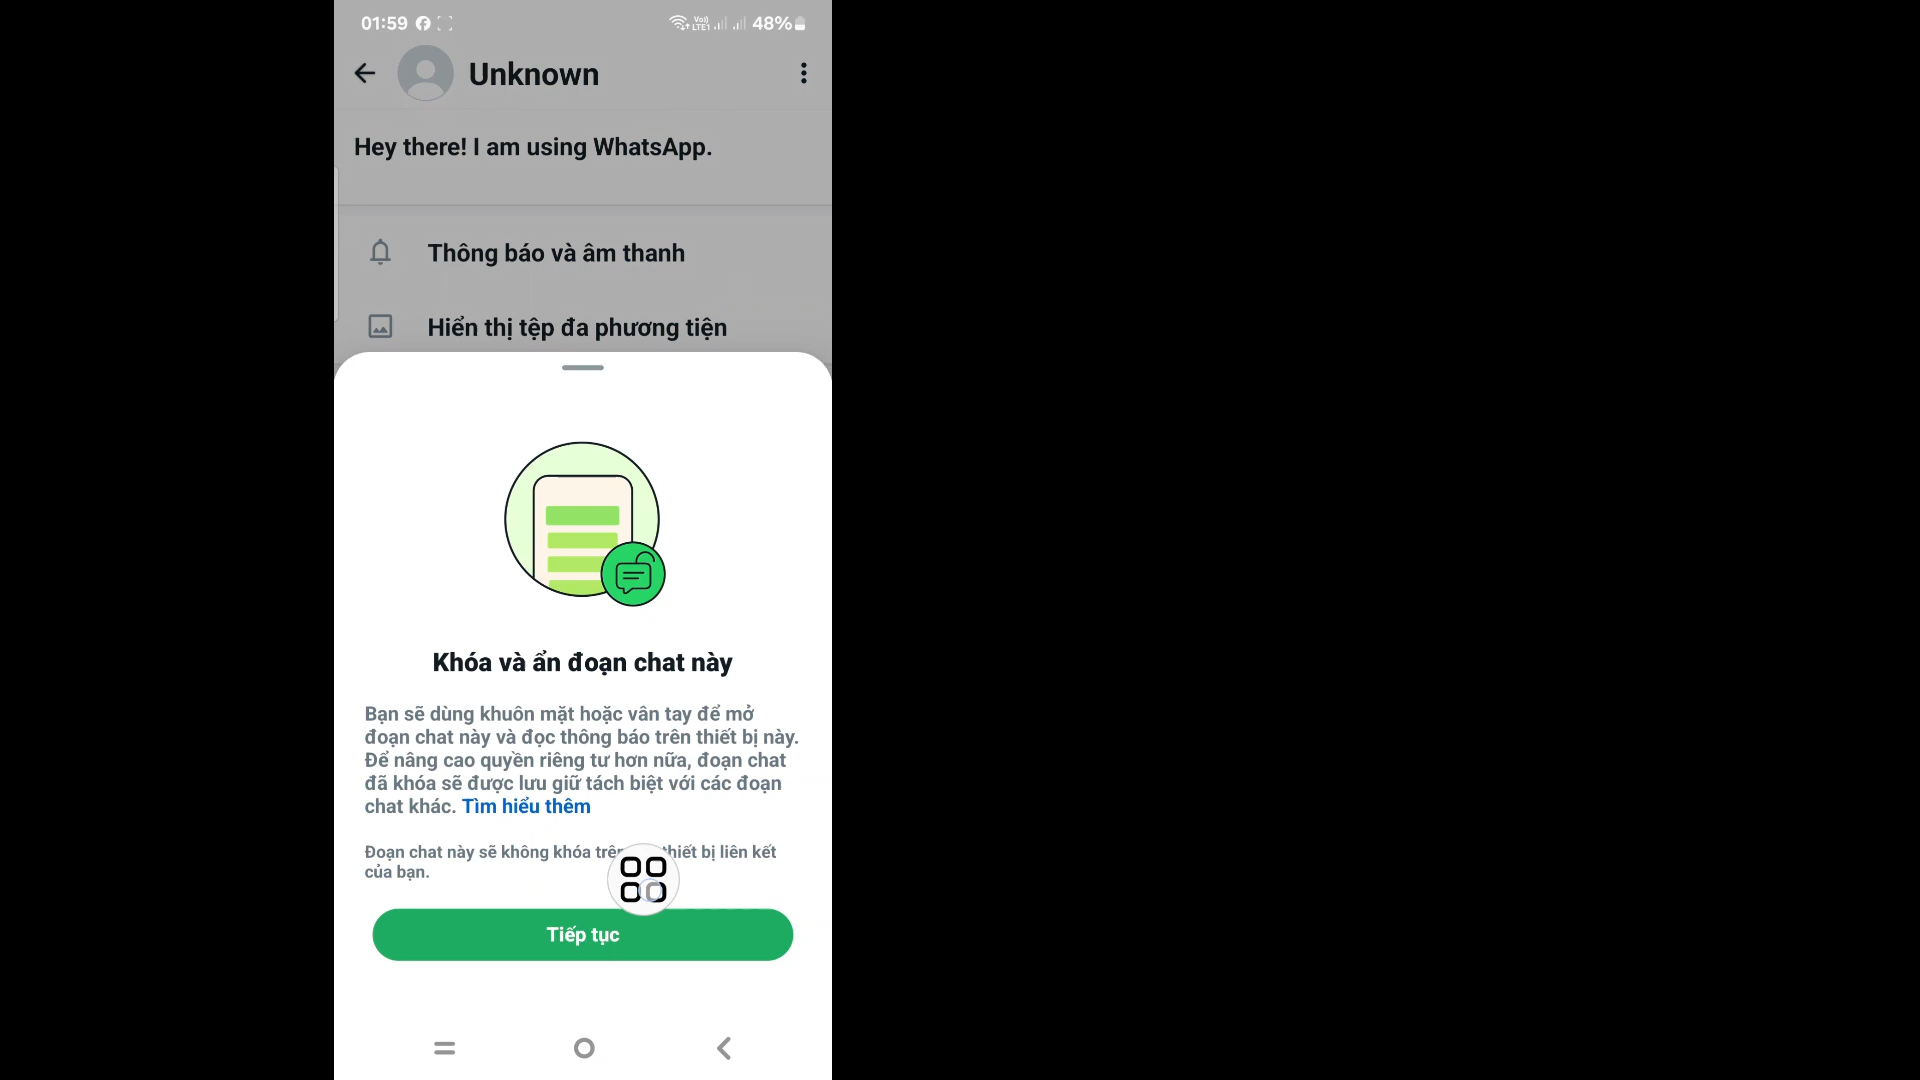 01:59
Vo))
LTE1
48%
Unknown
Hey there! I am using WhatsApp.
Thông báo và âm thanh
Hiển thị tệp đa phương tiện
Khóa và ẩn đoạn chat này
Bạn sẽ dùng khuôn mặt hoặc vân tay để mở
đoạn chat này và đọc thông báo trên thiết bị này.
Để nâng cao quyền riêng tư hơn nữa, đoạn chat
đã khóa sẽ được lưu giữ tách biệt với các đoạn
chat khác. Tìm hiểu thêm
Đoạn chat này sẽ không khóa thiết bị liên kết
của bạn.
Tiếp tục